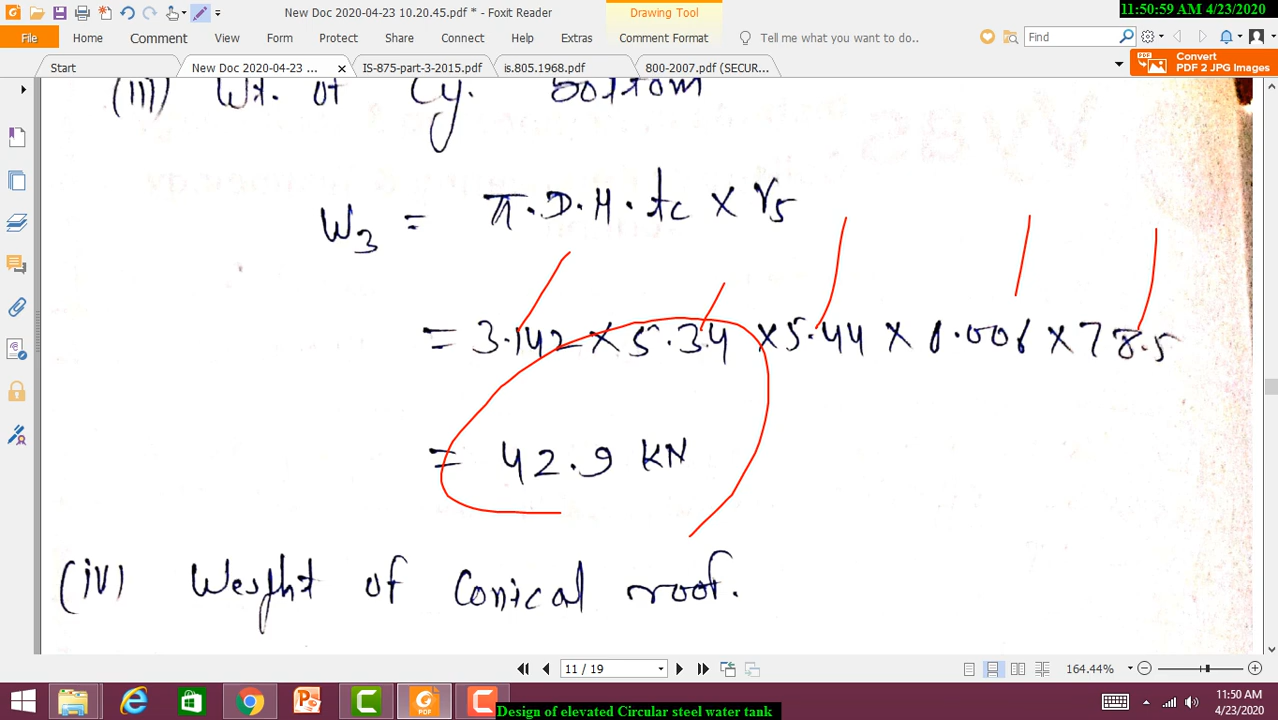 New Doc 2020-04-23 10.20.45.pdf * - Foxit Reader
Drawing Tool
11:50:59 AM 4/23/2020
File Home Comment View Form Protect Share Connect Help Extras Comment Format Tell me what you want to do... Find
Start New Doc 2020-04-23 ... IS-875-part-3-2015.pdf is.805.1968.pdf 800-2007.pdf (SECUR...
Convert
PDF 2 JPG Images
(iii) Wt. of Cy. bottom
W3 = π.D.H.tc × γs
= 3.142 × 5.34 × 5.44 × 0.006 × 78.5
= 42.9 KN
(iv) Weight of Conical roof.
11 / 19
164.44%
PDF
11:50 AM
4/23/2020
Design of elevated Circular steel water tank